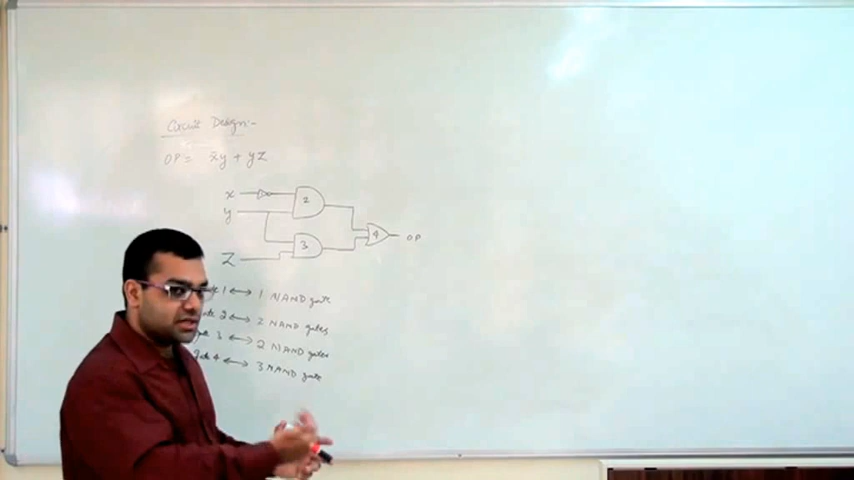 Circuit Design:-
OP = x̄y + yz
x
y
z
2
3
4
OP
1 ⟷ 1 NAND gate
2 ⟷ 2 NAND gates
3 ⟷ 2 NAND gates
gate 4 ⟷ 3 NAND gate